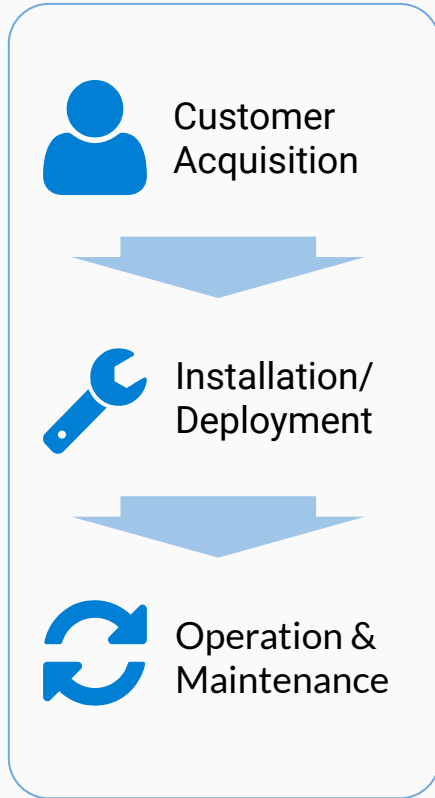 Customer
Acquisition
Installation/
Deployment
Operation &
Maintenance